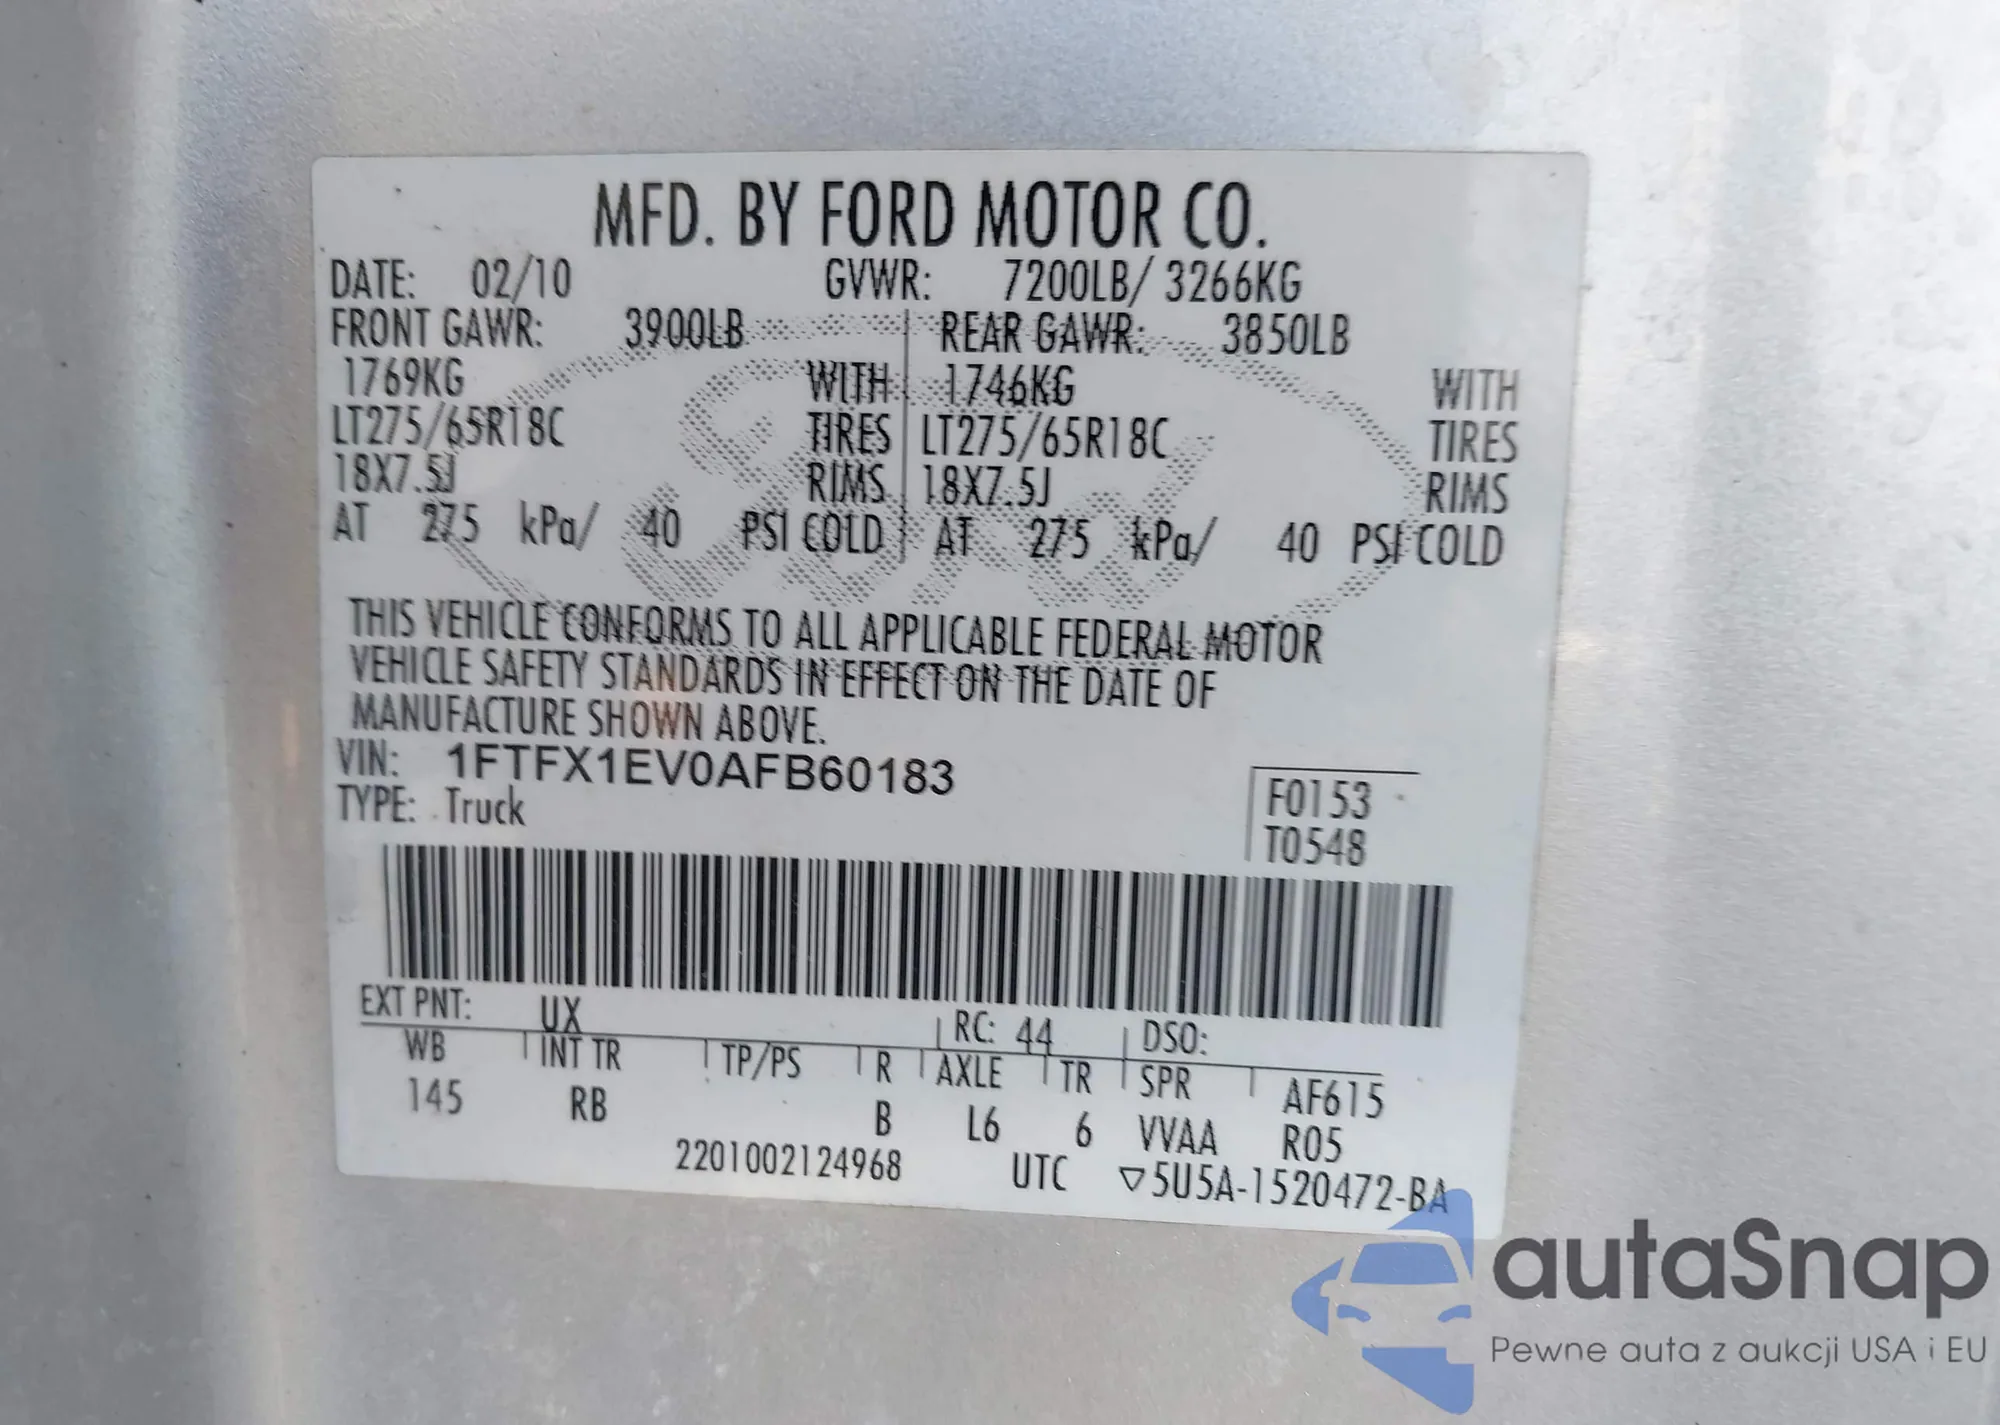 MFD. BY FORD MOTOR CO.
DATE: 02/10 GVWR: 7200LB/ 3266KG
FRONT GAWR: 3900LB REAR GAWR: 3850LB
1769KG WITH 1746KG WITH
LT275/65R18C TIRES LT275/65R18C TIRES
18X7.5J RIMS 18X7.5J RIMS
AT 275 kPa/ 40 PSI COLD AT 275 kPa/ 40 PSI COLD
THIS VEHICLE CONFORMS TO ALL APPLICABLE FEDERAL MOTOR
VEHICLE SAFETY STANDARDS IN EFFECT ON THE DATE OF
MANUFACTURE SHOWN ABOVE.
VIN: 1FTFX1EV0AFB60183
TYPE: Truck
F0153
T0548
EXT PNT: UX RC: 44 DSO:
WB INT TR TP/PS R AXLE TR SPR AF615
145 RB B L6 6 VVAA R05
2201002124968 UTC ▽5U5A-1520472-BA
Ford
autaSnap
Pewne auta z aukcji USA i EU